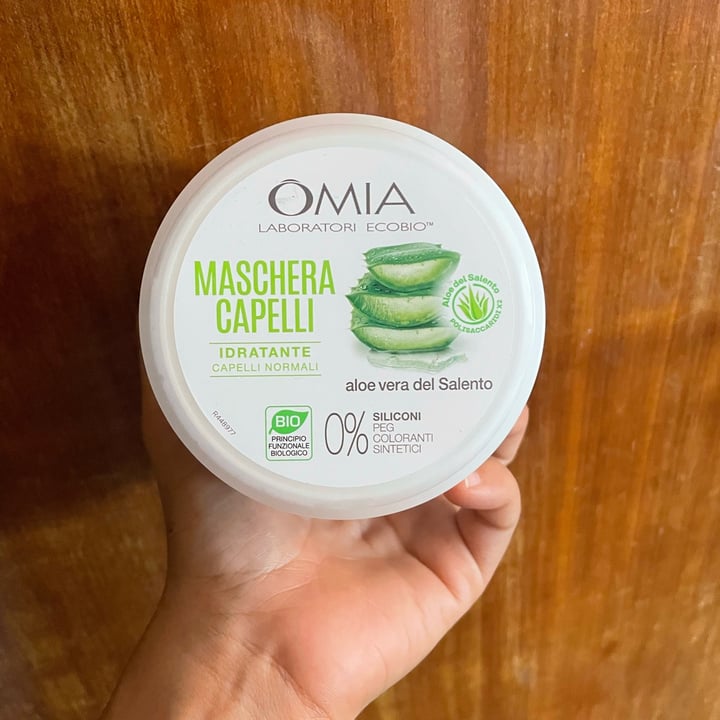 OMIA
LABORATORI ECOBIO™
MASCHERA
CAPELLI
IDRATANTE
CAPELLI NORMALI
Aloe del Salento
POLISACCARIDI X2
aloe vera del Salento
BIO
PRINCIPIO
FUNZIONALE
BIOLOGICO
0%
SILICONI
PEG
COLORANTI
SINTETICI
RA48977